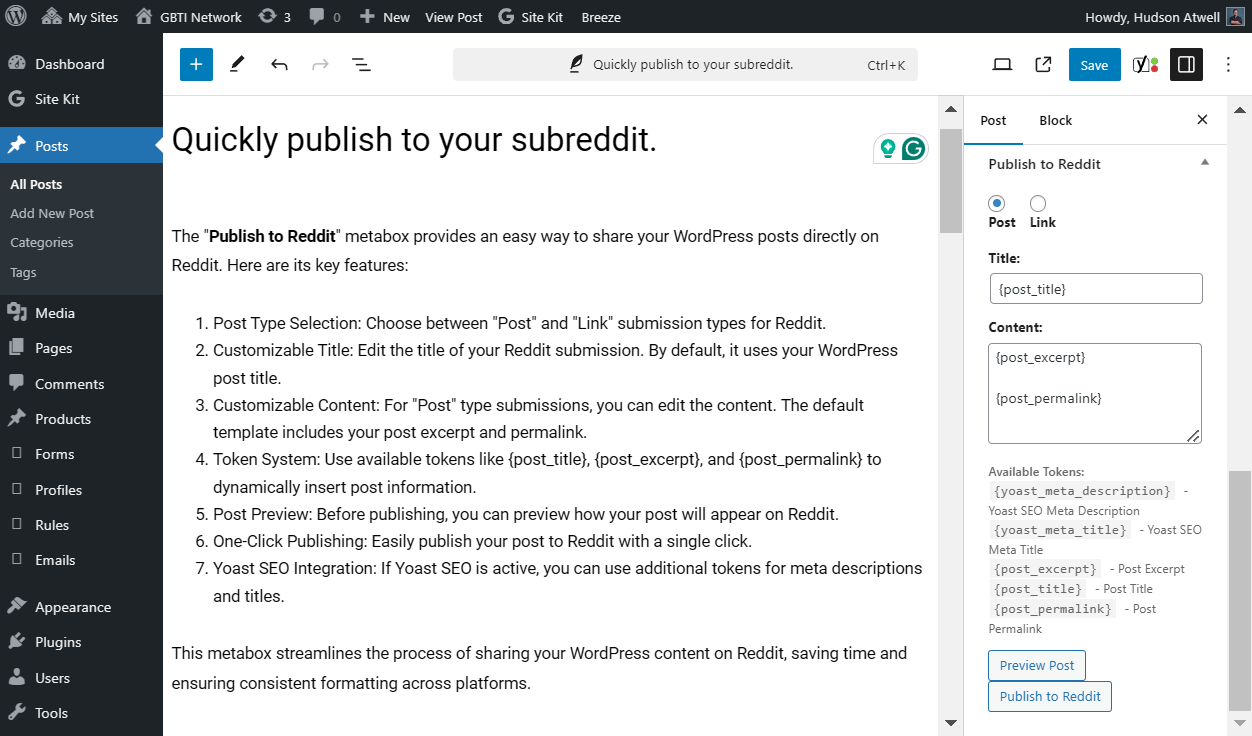 My Sites
GBTI Network
3
0
New
View Post
Site Kit
Breeze
Howdy, Hudson Atwell
Dashboard
Site Kit
Posts
All Posts
Add New Post
Categories
Tags
Media
Pages
Comments
Products
Forms
Profiles
Rules
Emails
Appearance
Plugins
Users
Tools
Quickly publish to your subreddit.
Ctrl+K
Save
Quickly publish to your subreddit.
The "Publish to Reddit" metabox provides an easy way to share your WordPress posts directly on
Reddit. Here are its key features:
1. Post Type Selection: Choose between "Post" and "Link" submission types for Reddit.
2. Customizable Title: Edit the title of your Reddit submission. By default, it uses your WordPress
post title.
3. Customizable Content: For "Post" type submissions, you can edit the content. The default
template includes your post excerpt and permalink.
4. Token System: Use available tokens like {post_title}, {post_excerpt}, and {post_permalink} to
dynamically insert post information.
5. Post Preview: Before publishing, you can preview how your post will appear on Reddit.
6. One-Click Publishing: Easily publish your post to Reddit with a single click.
7. Yoast SEO Integration: If Yoast SEO is active, you can use additional tokens for meta descriptions
and titles.
This metabox streamlines the process of sharing your WordPress content on Reddit, saving time and
ensuring consistent formatting across platforms.
Post
Block
Publish to Reddit
Post
Link
Title:
{post_title}
Content:
{post_excerpt}
{post_permalink}
Available Tokens:
{yoast_meta_description} -
Yoast SEO Meta Description
{yoast_meta_title} - Yoast SEO
Meta Title
{post_excerpt} - Post Excerpt
{post_title} - Post Title
{post_permalink} - Post
Permalink
Preview Post
Publish to Reddit